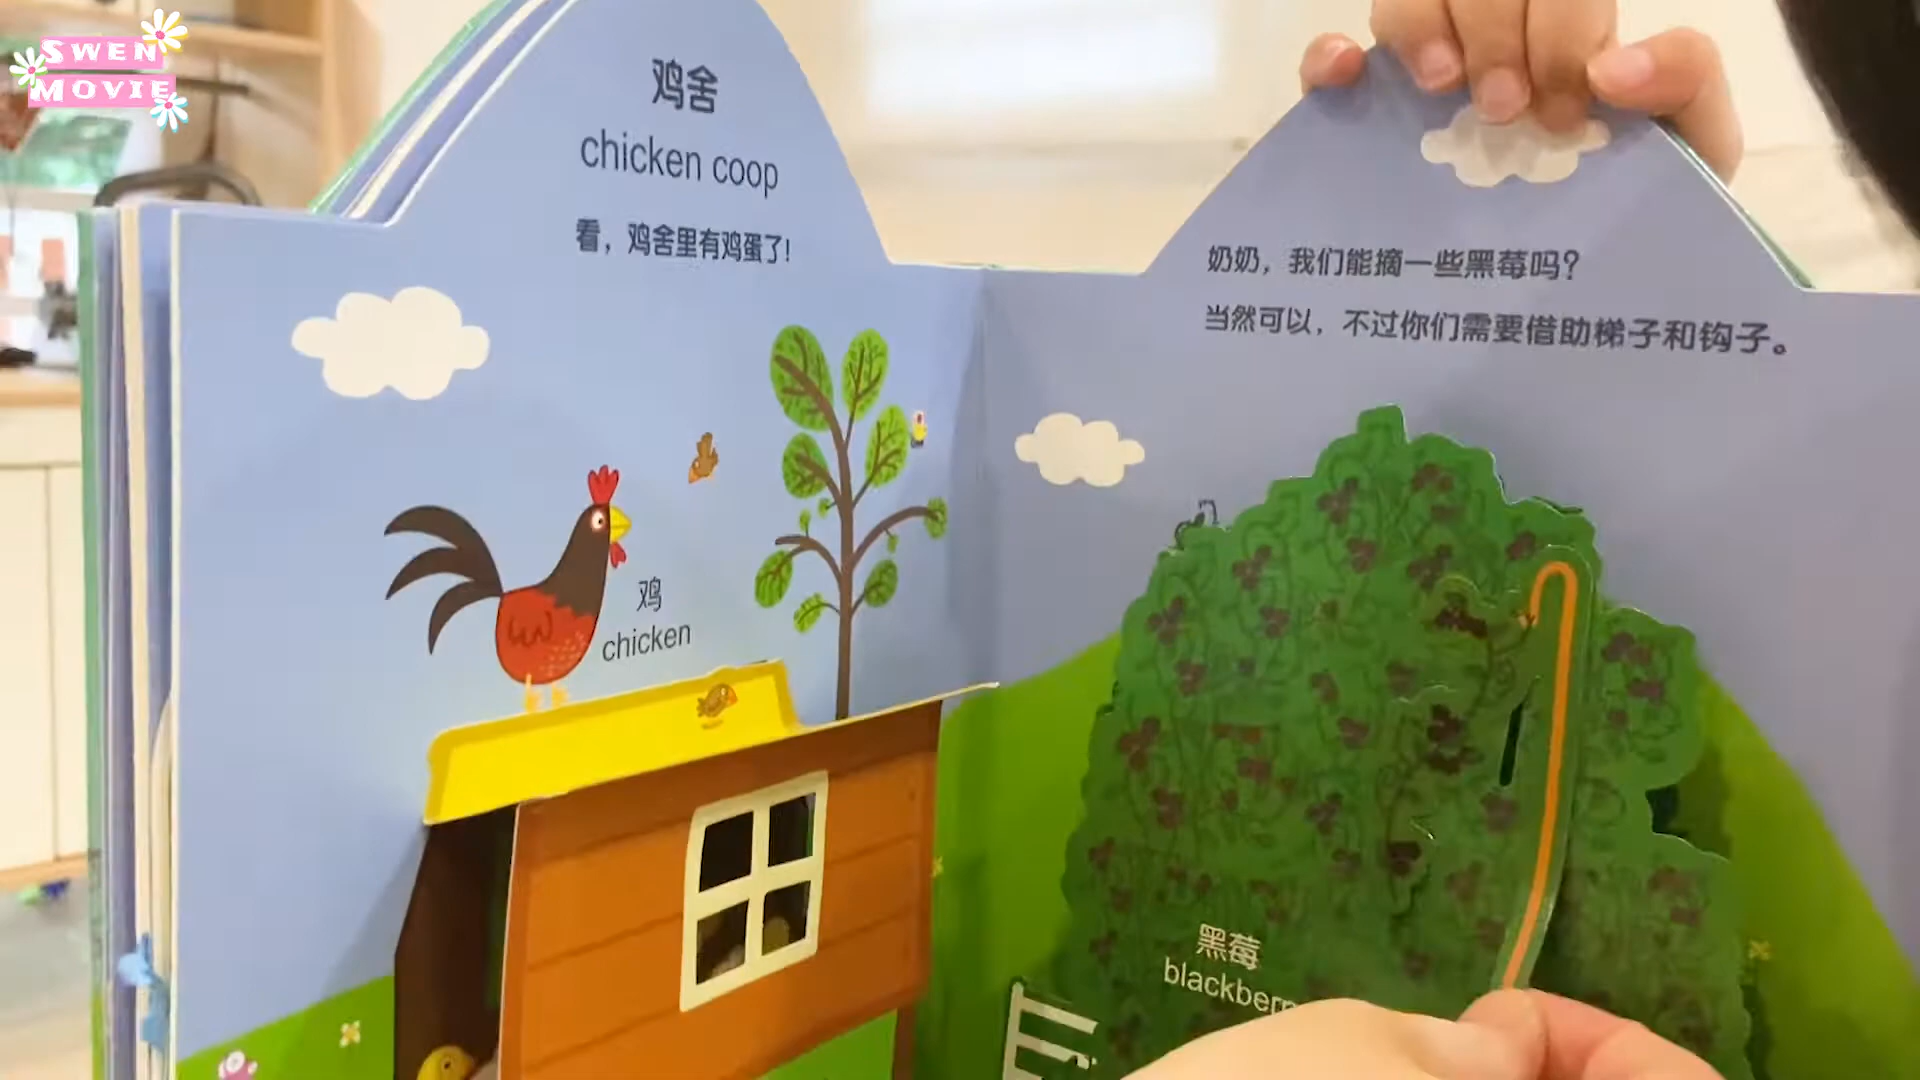 SWEN
MOVIE
鸡舍
chicken coop
看，鸡舍里有鸡蛋了！
鸡
chicken
奶奶，我们能摘一些黑莓吗？
当然可以，不过你们需要借助梯子和钩子。
黑莓